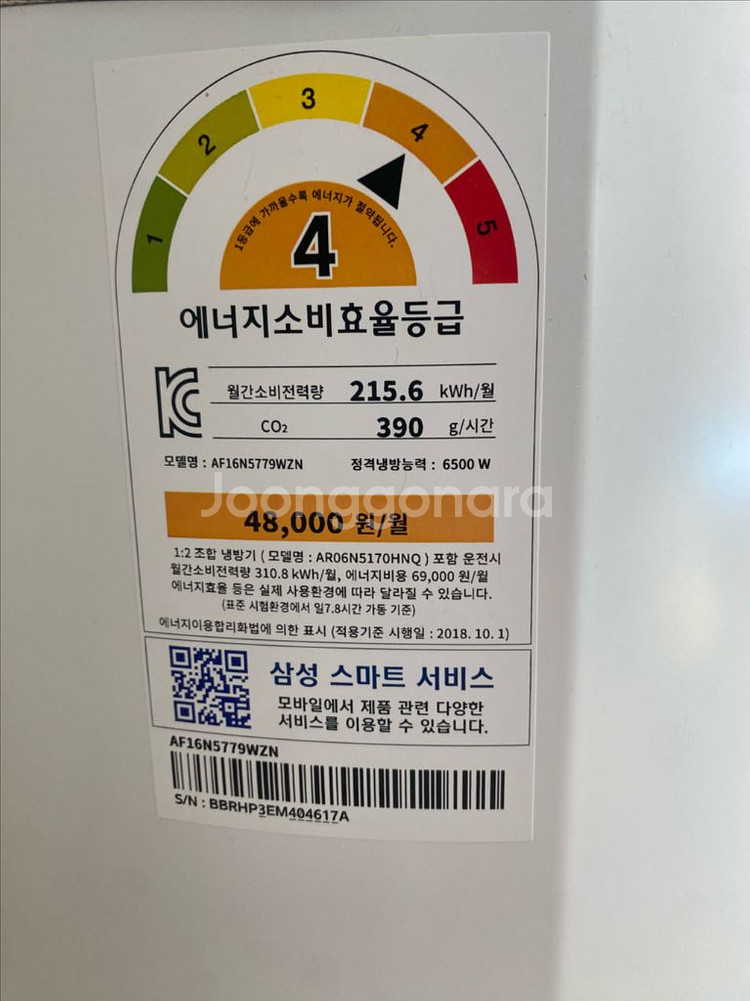 1
2
3
4
5
1등급에 가까울수록 에너지가 절약됩니다.
4
에너지소비효율등급
월간소비전력량 215.6 kWh/월
CO₂ 390 g/시간
모델명 : AF16N5779WZN 정격냉방능력 : 6500 W
Joonggonara
48,000 원/월
1:2 조합 냉방기 ( 모델명 : AR06N5170HNQ ) 포함 운전시
월간소비전력량 310.8 kWh/월, 에너지비용 69,000 원/월
에너지효율 등은 실제 사용환경에 따라 달라질 수 있습니다.
(표준 시험환경에서 일7.8시간 가동 기준)
에너지이용합리화법에 의한 표시 (적용기준 시행일 : 2018. 10. 1)
삼성 스마트 서비스
모바일에서 제품 관련 다양한
서비스를 이용할 수 있습니다.
AF16N5779WZN
S/N : BBRHP3EM404617A